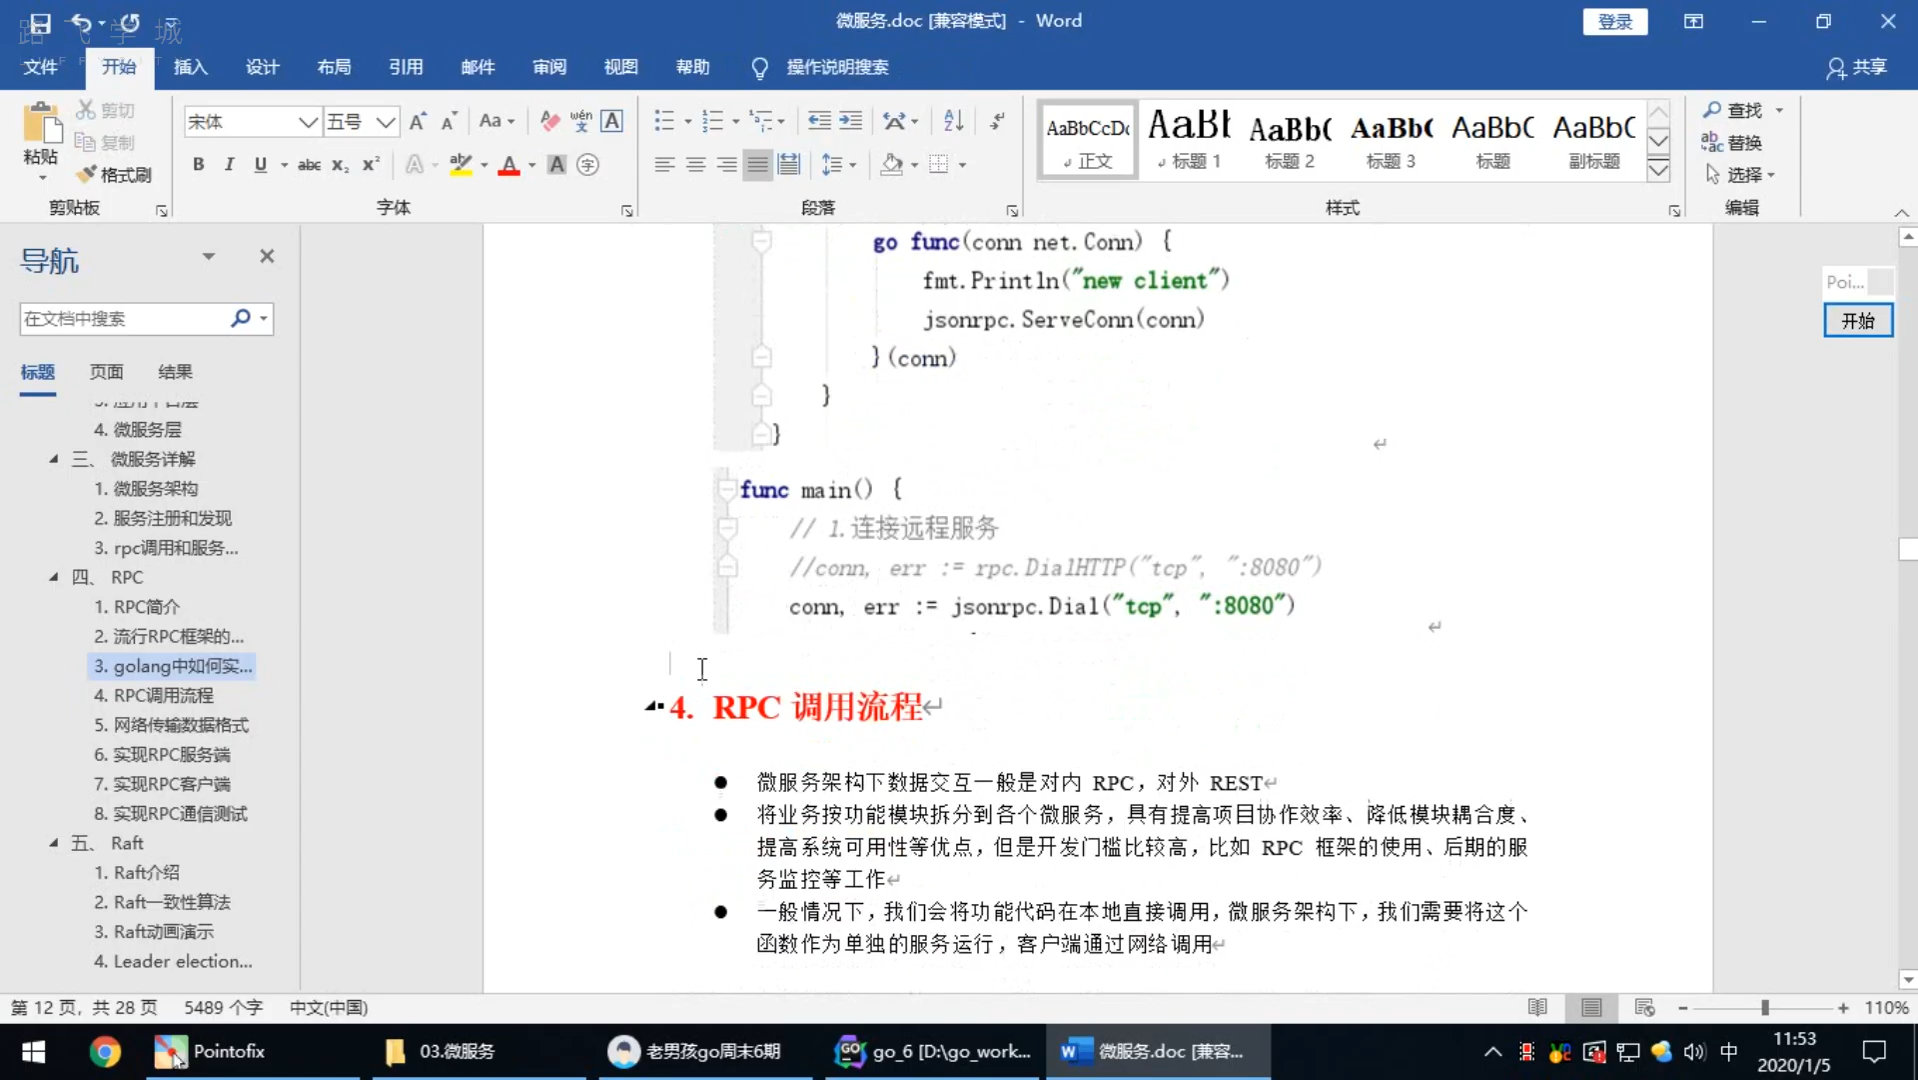 路飞学城
微服务.doc [兼容模式] - Word
登录
文件 开始 插入 设计 布局 引用 邮件 审阅 视图 帮助 操作说明搜索 共享
粘贴
剪切
复制
格式刷
剪贴板
宋体 五号
字体
段落
AaBbCcDc
正文
AaBl
标题 1
AaBb(
标题 2
AaBb(
标题 3
AaBbC
标题
AaBbC
副标题
样式
查找
替换
选择
编辑
导航
在文档中搜索
标题 页面 结果
4. 微服务层
三、 微服务详解
1. 微服务架构
2. 服务注册和发现
3. rpc调用和服务...
四、 RPC
1. RPC简介
2. 流行RPC框架的...
3. golang中如何实...
4. RPC调用流程
5. 网络传输数据格式
6. 实现RPC服务端
7. 实现RPC客户端
8. 实现RPC通信测试
五、 Raft
1. Raft介绍
2. Raft一致性算法
3. Raft动画演示
4. Leader election...
go func(conn net.Conn) {
fmt.Println("new client")
jsonrpc.ServeConn(conn)
}(conn)
}
}
func main() {
// 1.连接远程服务
//conn, err := rpc.DialHTTP("tcp", ":8080")
conn, err := jsonrpc.Dial("tcp", ":8080")
4. RPC 调用流程
● 微服务架构下数据交互一般是对内 RPC，对外 REST
● 将业务按功能模块拆分到各个微服务，具有提高项目协作效率、降低模块耦合度、
提高系统可用性等优点，但是开发门槛比较高，比如 RPC 框架的使用、后期的服
务监控等工作
● 一般情况下，我们会将功能代码在本地直接调用，微服务架构下，我们需要将这个
函数作为单独的服务运行，客户端通过网络调用
Poi...
开始
第 12 页，共 28 页 5489 个字 中文(中国)
110%
Pointofix
03.微服务
老男孩go周末6期
go_6 [D:\go_work...
微服务.doc [兼容...
中
11:53
2020/1/5